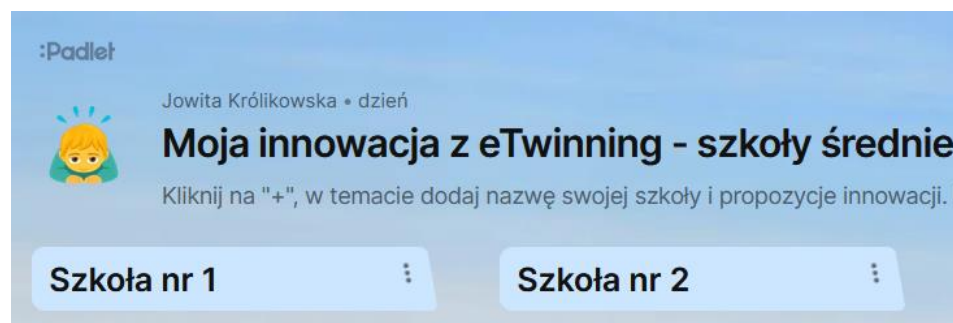 :Padlet
Jowita Królikowska • dzień
Moja innowacja z eTwinning - szkoły średnie
Kliknij na "+", w temacie dodaj nazwę swojej szkoły i propozycje innowacji.
Szkoła nr 1
Szkoła nr 2